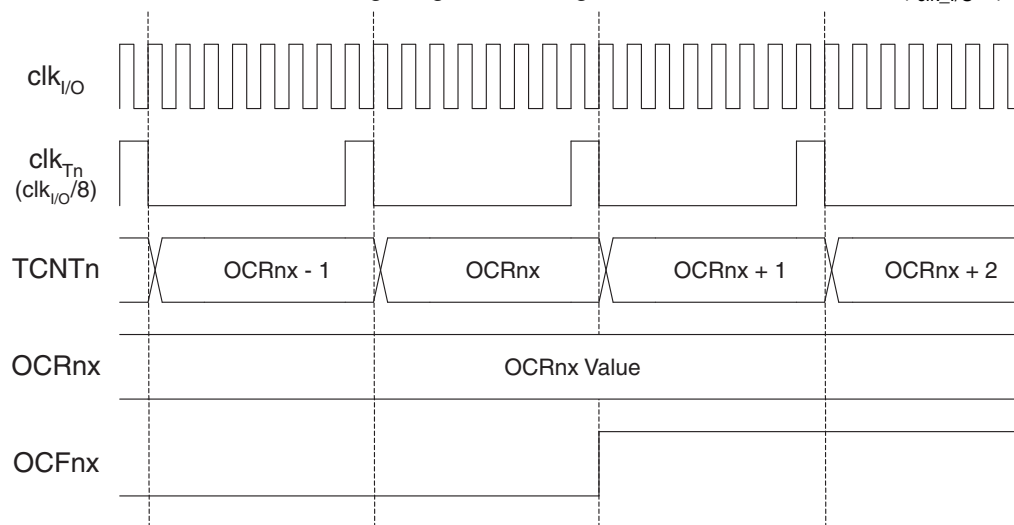 clkI/O
clkTn
(clkI/O/8)
TCNTn
OCRnx - 1
OCRnx
OCRnx + 1
OCRnx + 2
OCRnx
OCRnx Value
OCFnx